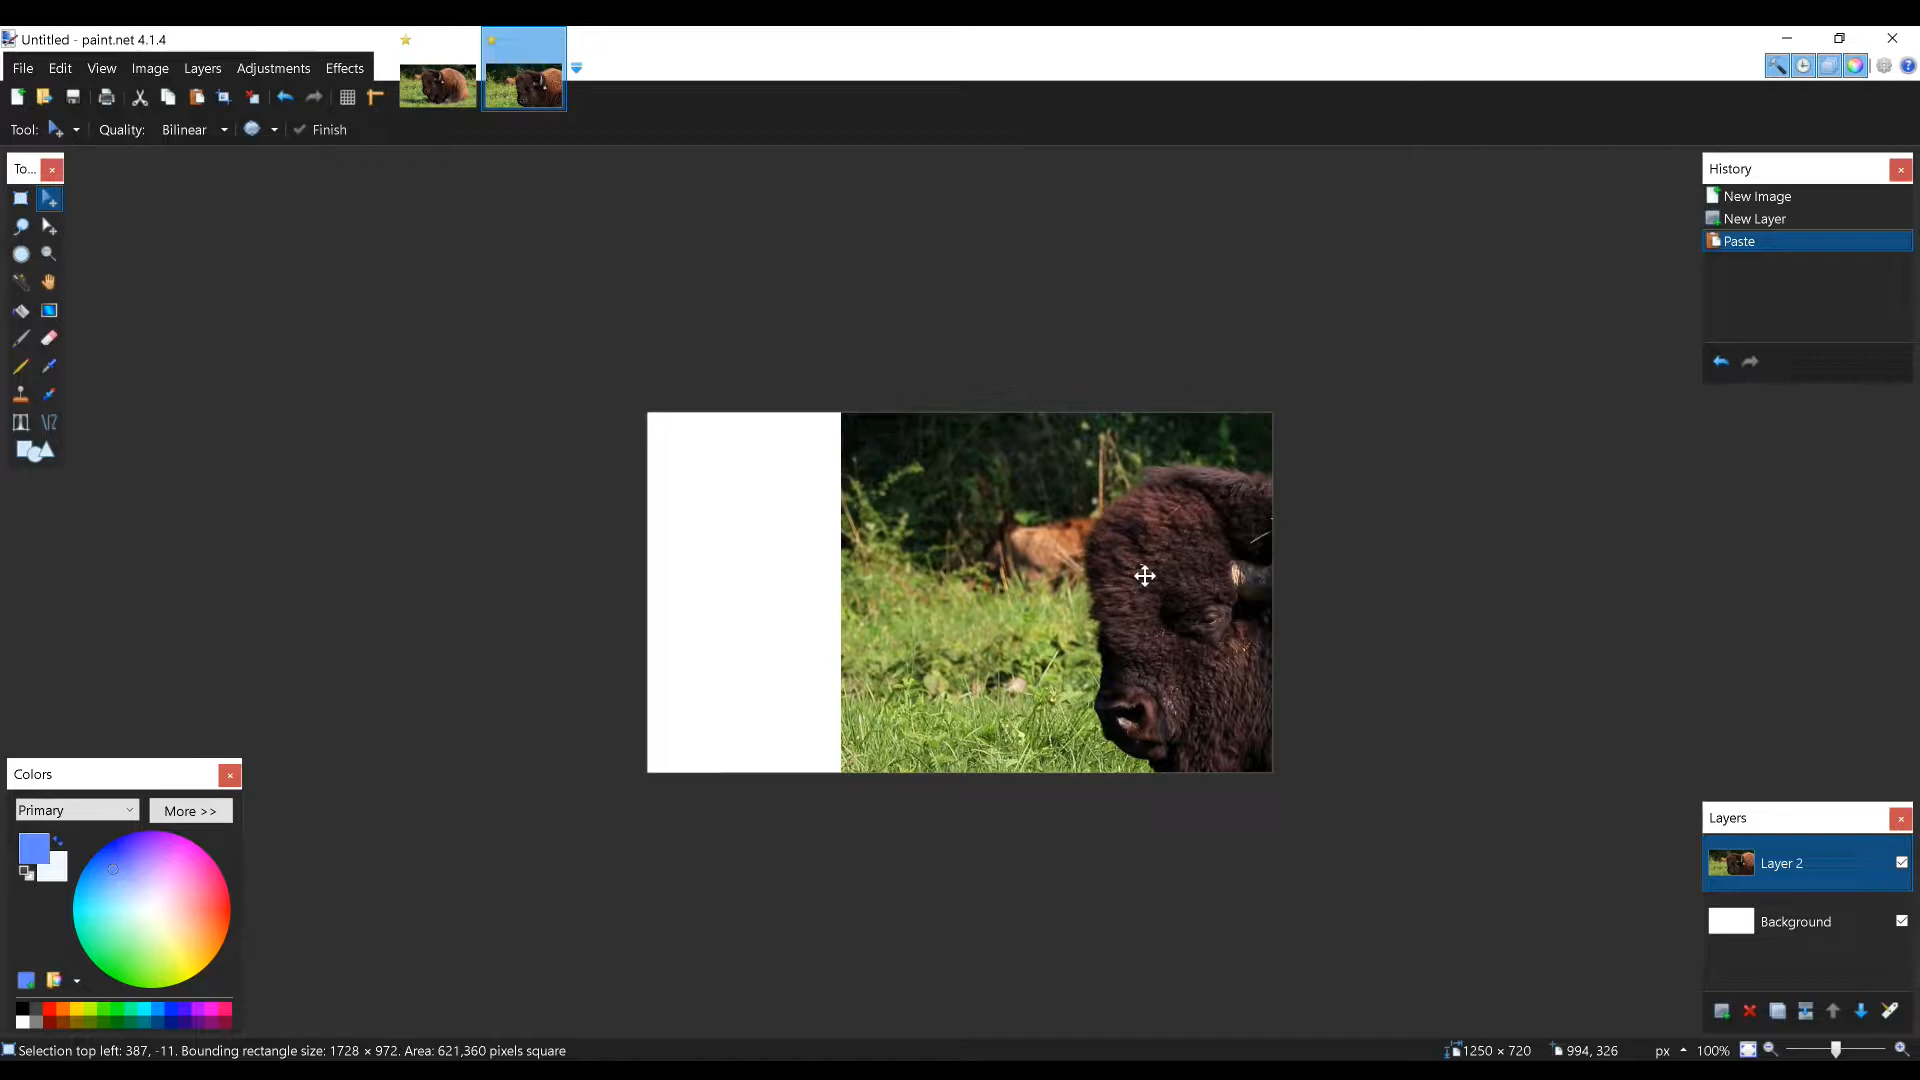 Untitled - paint.net 4.1.4
File Edit View Image Layers Adjustments Effects
Tool: Quality: Bilinear Finish
To...
History
New Image
New Layer
Paste
Colors
Primary More >>
Layers
Layer 2
Background
Selection top left: 387, -11. Bounding rectangle size: 1728 × 972. Area: 621,360 pixels square 1250 × 720 994, 326 px 100%